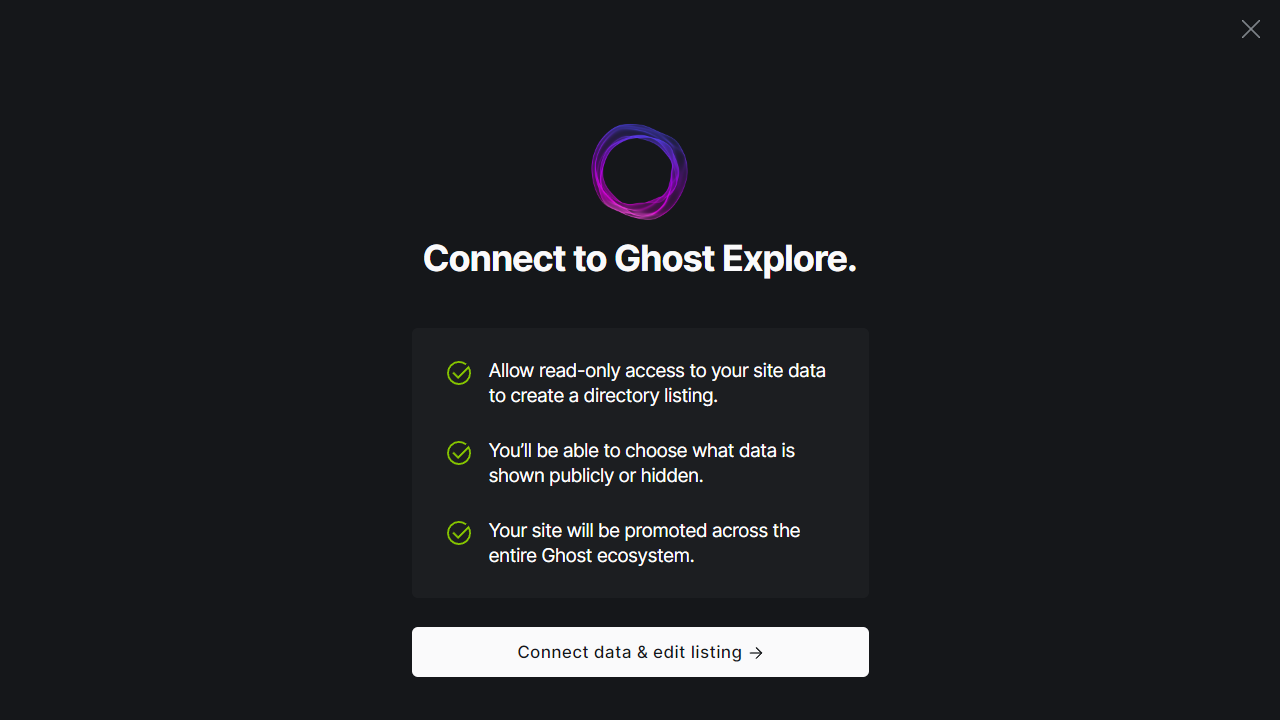 Connect to Ghost Explore.
Allow read-only access to your site data
to create a directory listing.
You’ll be able to choose what data is
shown publicly or hidden.
Your site will be promoted across the
entire Ghost ecosystem.
Connect data & edit listing →